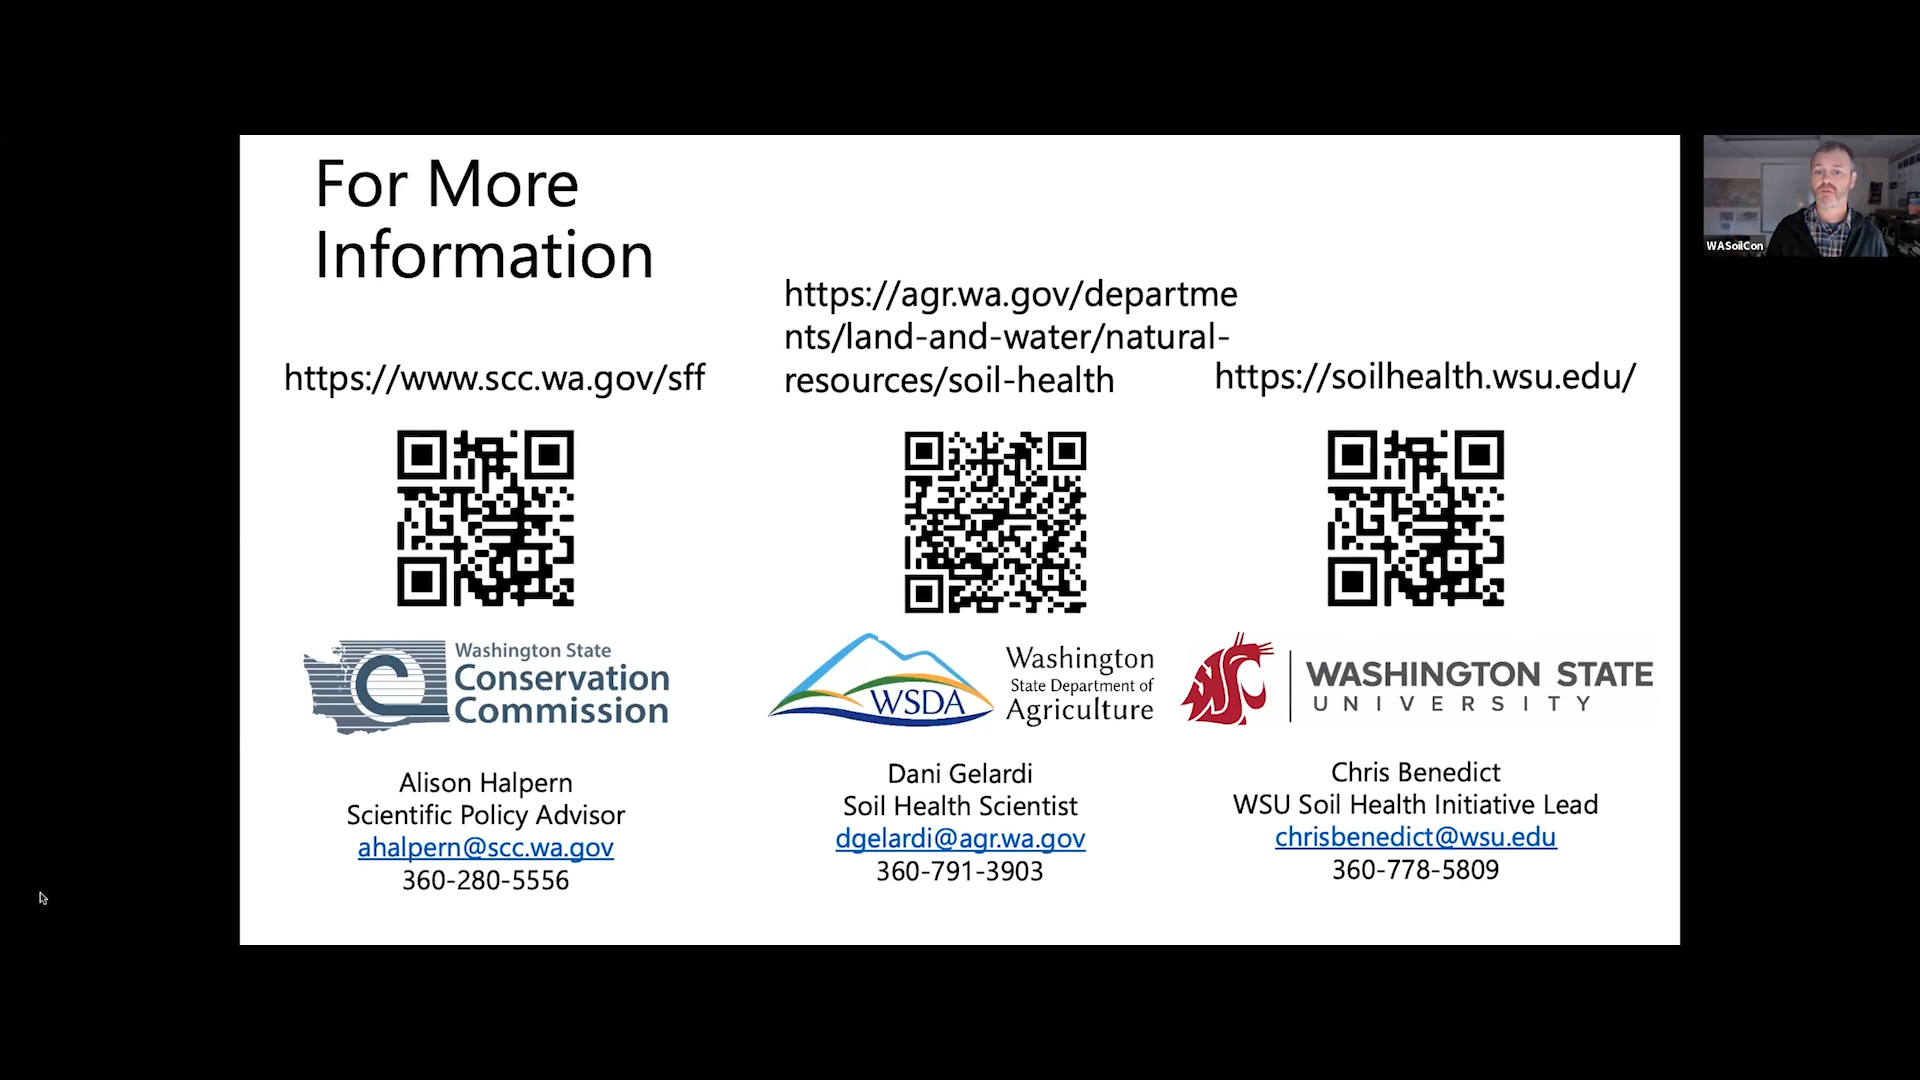 For More
Information
https://www.scc.wa.gov/sff
https://agr.wa.gov/departme
nts/land-and-water/natural-
resources/soil-health
https://soilhealth.wsu.edu/
Washington State
Conservation
Commission
WSDA
Washington
State Department of
Agriculture
WASHINGTON STATE
UNIVERSITY
Alison Halpern
Scientific Policy Advisor
ahalpern@scc.wa.gov
360-280-5556
Dani Gelardi
Soil Health Scientist
dgelardi@agr.wa.gov
360-791-3903
Chris Benedict
WSU Soil Health Initiative Lead
chrisbenedict@wsu.edu
360-778-5809
WASoilCon